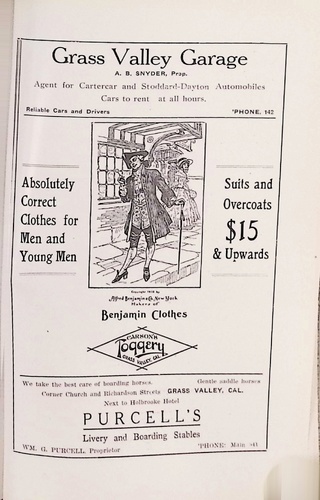 Grass Valley Garage
A. B. SNYDER, Prop.
Agent for Cartercar and Stoddard-Dayton Automobiles
Cars to rent at all hours.
Reliable Cars and Drivers 'PHONE, 142
Absolutely
Correct
Clothes for
Men and
Young Men
Suits and
Overcoats
$15
& Upwards
Copyright
Alfred Benjamin & Co. New York
Makers of
Benjamin Clothes
CARSON'S
Toggery
GRASS VALLEY, CAL.
We take the best care of boarding horses. Gentle saddle horses
Corner Church and Richardson Streets GRASS VALLEY, CAL.
Next to Holbrooke Hotel
PURCELL'S
Livery and Boarding Stables
WM. G. PURCELL, Proprietor 'PHONE: Main